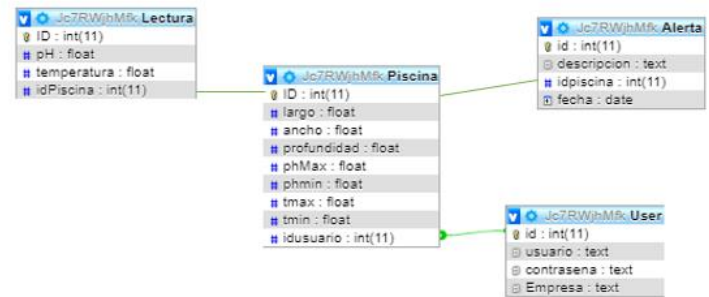 Jc7RWjhMfk Lectura
ID : int(11)
pH : float
temperatura : float
idPiscina : int(11)
Jc7RWjhMfk Piscina
ID : int(11)
largo : float
ancho : float
profundidad : float
phMax : float
phmin : float
tmax : float
tmin : float
idusuario : int(11)
Jc7RWjhMfk Alerta
id : int(11)
descripcion : text
idpiscina : int(11)
fecha : date
Jc7RWjhMfk User
id : int(11)
usuario : text
contrasena : text
Empresa : text